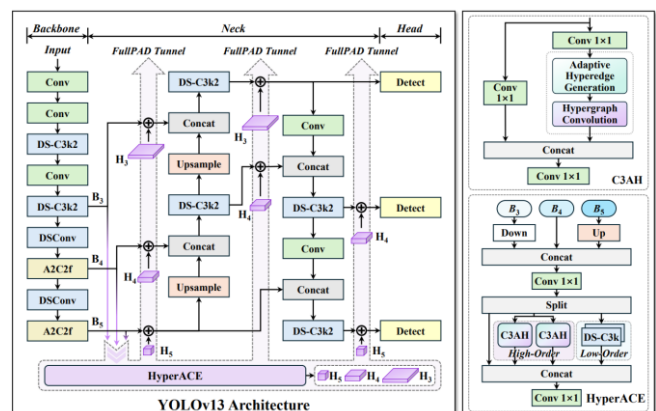 Backbone Neck Head
Input FullPAD Tunnel FullPAD Tunnel FullPAD Tunnel
Conv DS-C3k2 Detect
Conv H3
DS-C3k2 Concat H3 Conv
Conv Upsample Concat
DS-C3k2 B3 DS-C3k2 H4 DS-C3k2 Detect
DSConv H4
A2C2f B4 Concat Conv
DSConv H4 Upsample Concat
A2C2f B5 DS-C3k2 Detect
H5 H5
HyperACE H5 H4 H3
YOLOv13 Architecture
Conv 1×1
Adaptive
Hyperedge
Generation
Conv
1×1
Hypergraph
Convolution
Concat
Conv 1×1
C3AH
B3 B4 B5
Down Up
Concat
Conv 1×1
Split
C3AH C3AH DS-C3k
High-Order Low-Order
Concat
Conv 1×1
HyperACE